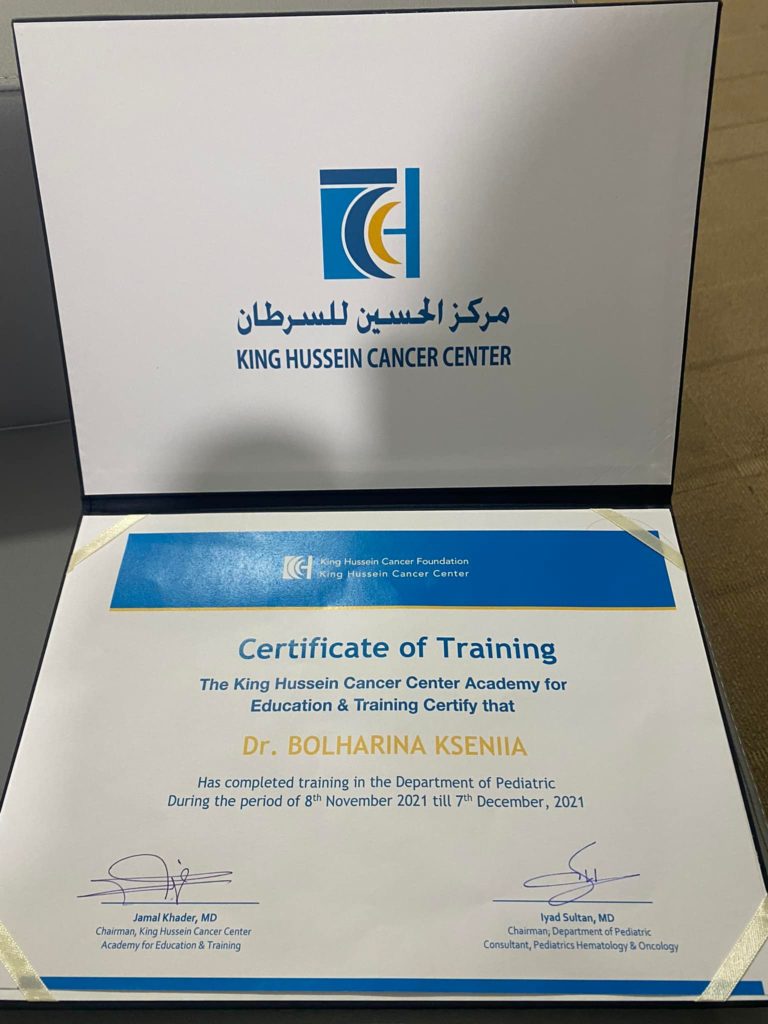 مركز الحسين للسرطان
KING HUSSEIN CANCER CENTER
King Hussein Cancer Foundation
King Hussein Cancer Center
Certificate of Training
The King Hussein Cancer Center Academy for
Education & Training Certify that
Dr. BOLHARINA KSENIIA
Has completed training in the Department of Pediatric
During the period of 8th November 2021 till 7th December, 2021
Jamal Khader, MD
Chairman, King Hussein Cancer Center
Academy for Education & Training
Iyad Sultan, MD
Chairman; Department of Pediatric
Consultant, Pediatrics Hematology & Oncology